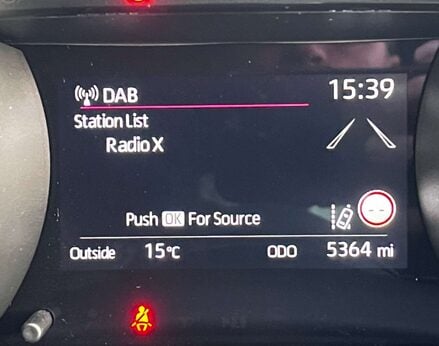 DAB 15:39
Station List
Radio X
Push OK For Source
--
Outside 15°C ODO 5364 mi